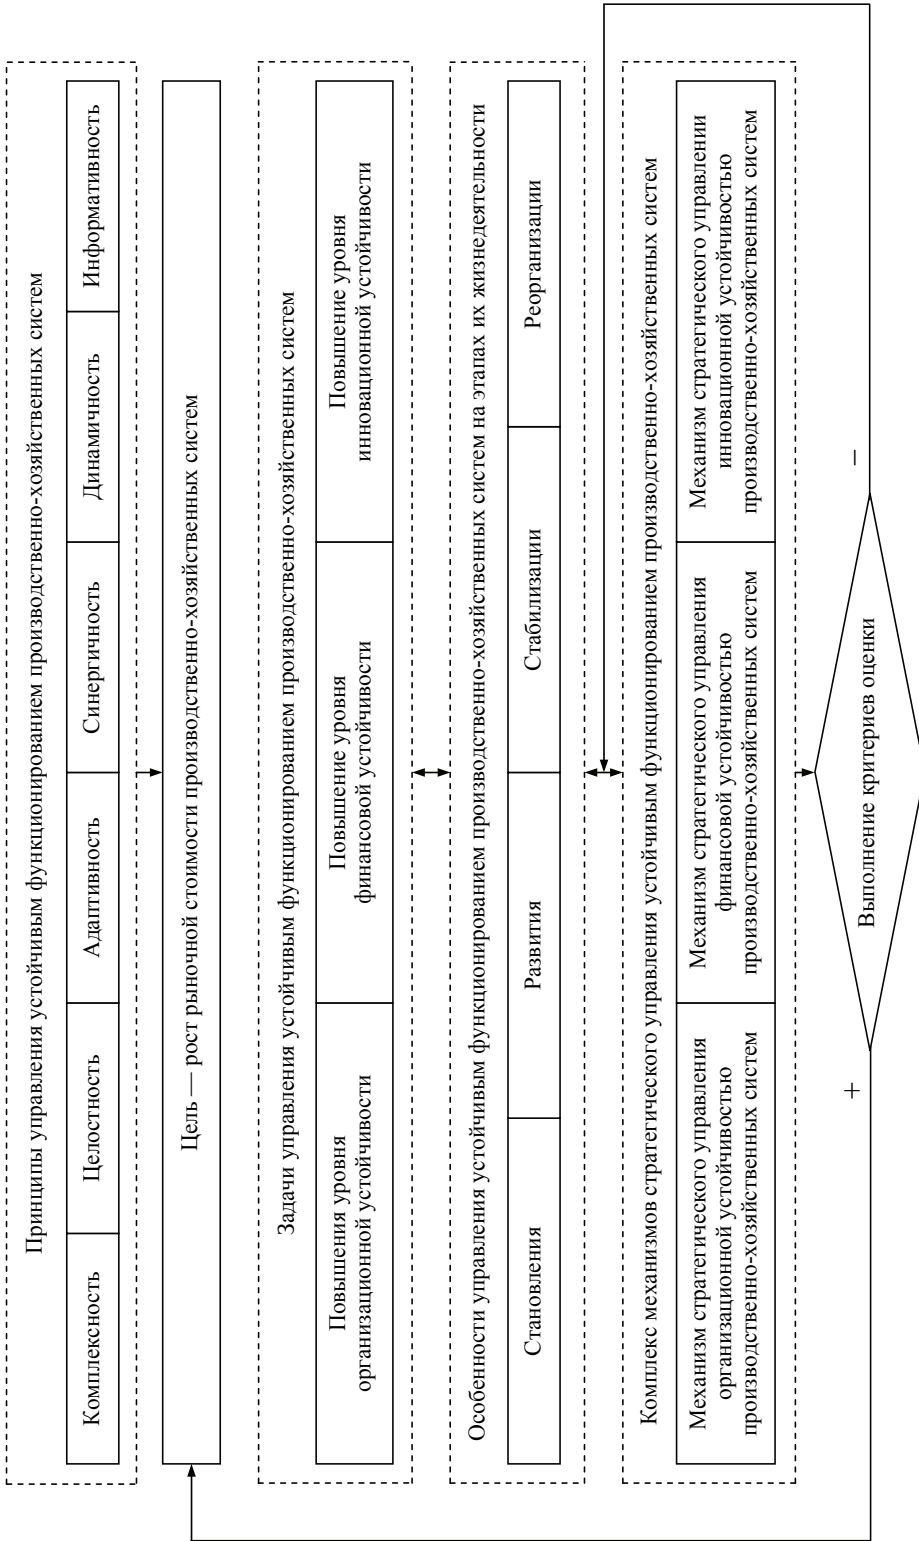 Принципы управления устойчивым функционированием производственно-хозяйственных систем
Комплексность
Целостность
Адаптивность
Синергичность
Динамичность
Информативность
Цель — рост рыночной стоимости производственно-хозяйственных систем
Задачи управления устойчивым функционированием производственно-хозяйственных систем
Повышения уровня
организационной устойчивости
Повышение уровня
финансовой устойчивости
Повышение уровня
инновационной устойчивости
Особенности управления устойчивым функционированием производственно-хозяйственных систем на этапах их жизнедеятельности
Становления
Развития
Стабилизации
Реорганизации
Комплекс механизмов стратегического управления устойчивым функционированием производственно-хозяйственных систем
Механизм стратегического управления
организационной устойчивостью
производственно-хозяйственных систем
Механизм стратегического управления
финансовой устойчивостью
производственно-хозяйственных систем
Механизм стратегического управлении
инновационной устойчивостью
производственно-хозяйственных систем
+
Выполнение критериев оценки
–